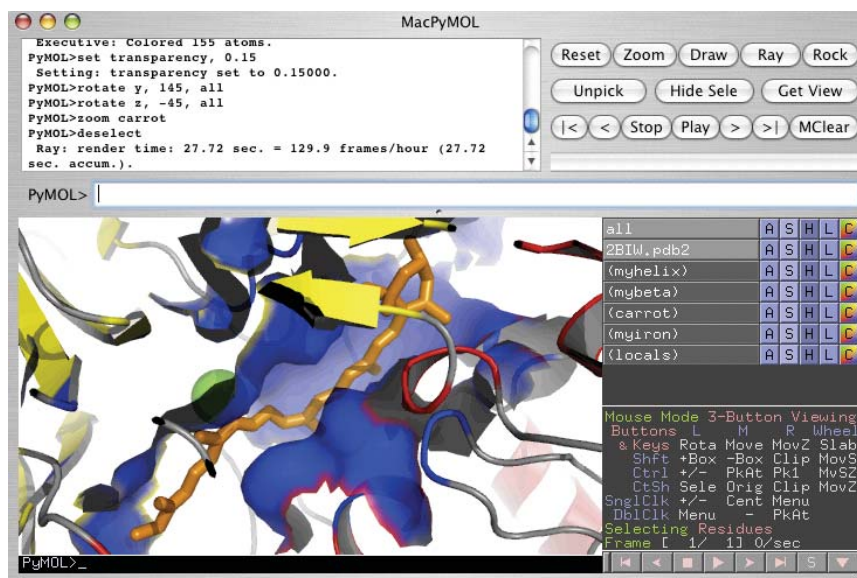 MacPyMOL
Executive: Colored 155 atoms.
PyMOL>set transparency, 0.15
Setting: transparency set to 0.15000.
PyMOL>rotate y, 145, all
PyMOL>rotate z, -45, all
PyMOL>zoom carrot
PyMOL>deselect
Ray: render time: 27.72 sec. = 129.9 frames/hour (27.72
sec. accum.).
Reset Zoom Draw Ray Rock
Unpick Hide Sele Get View
|< < Stop Play > >| MClear
PyMOL>
all A S H L C
2BIW.pdb2 A S H L C
(myhelix) A S H L C
(mybeta) A S H L C
(carrot) A S H L C
(myiron) A S H L C
(locals) A S H L C
Mouse Mode 3-Button Viewing
Buttons L M R Wheel
& Keys Rota Move MovZ Slab
Shft +Box -Box Clip MovS
Ctrl +/- PkAt Pk1 MvSZ
CtSh Sele Orig Clip MovZ
SnglClk +/- Cent Menu
DblClk Menu - PkAt
Selecting Residues
Frame [ 1/ 1] 0/sec
PyMOL>_
S